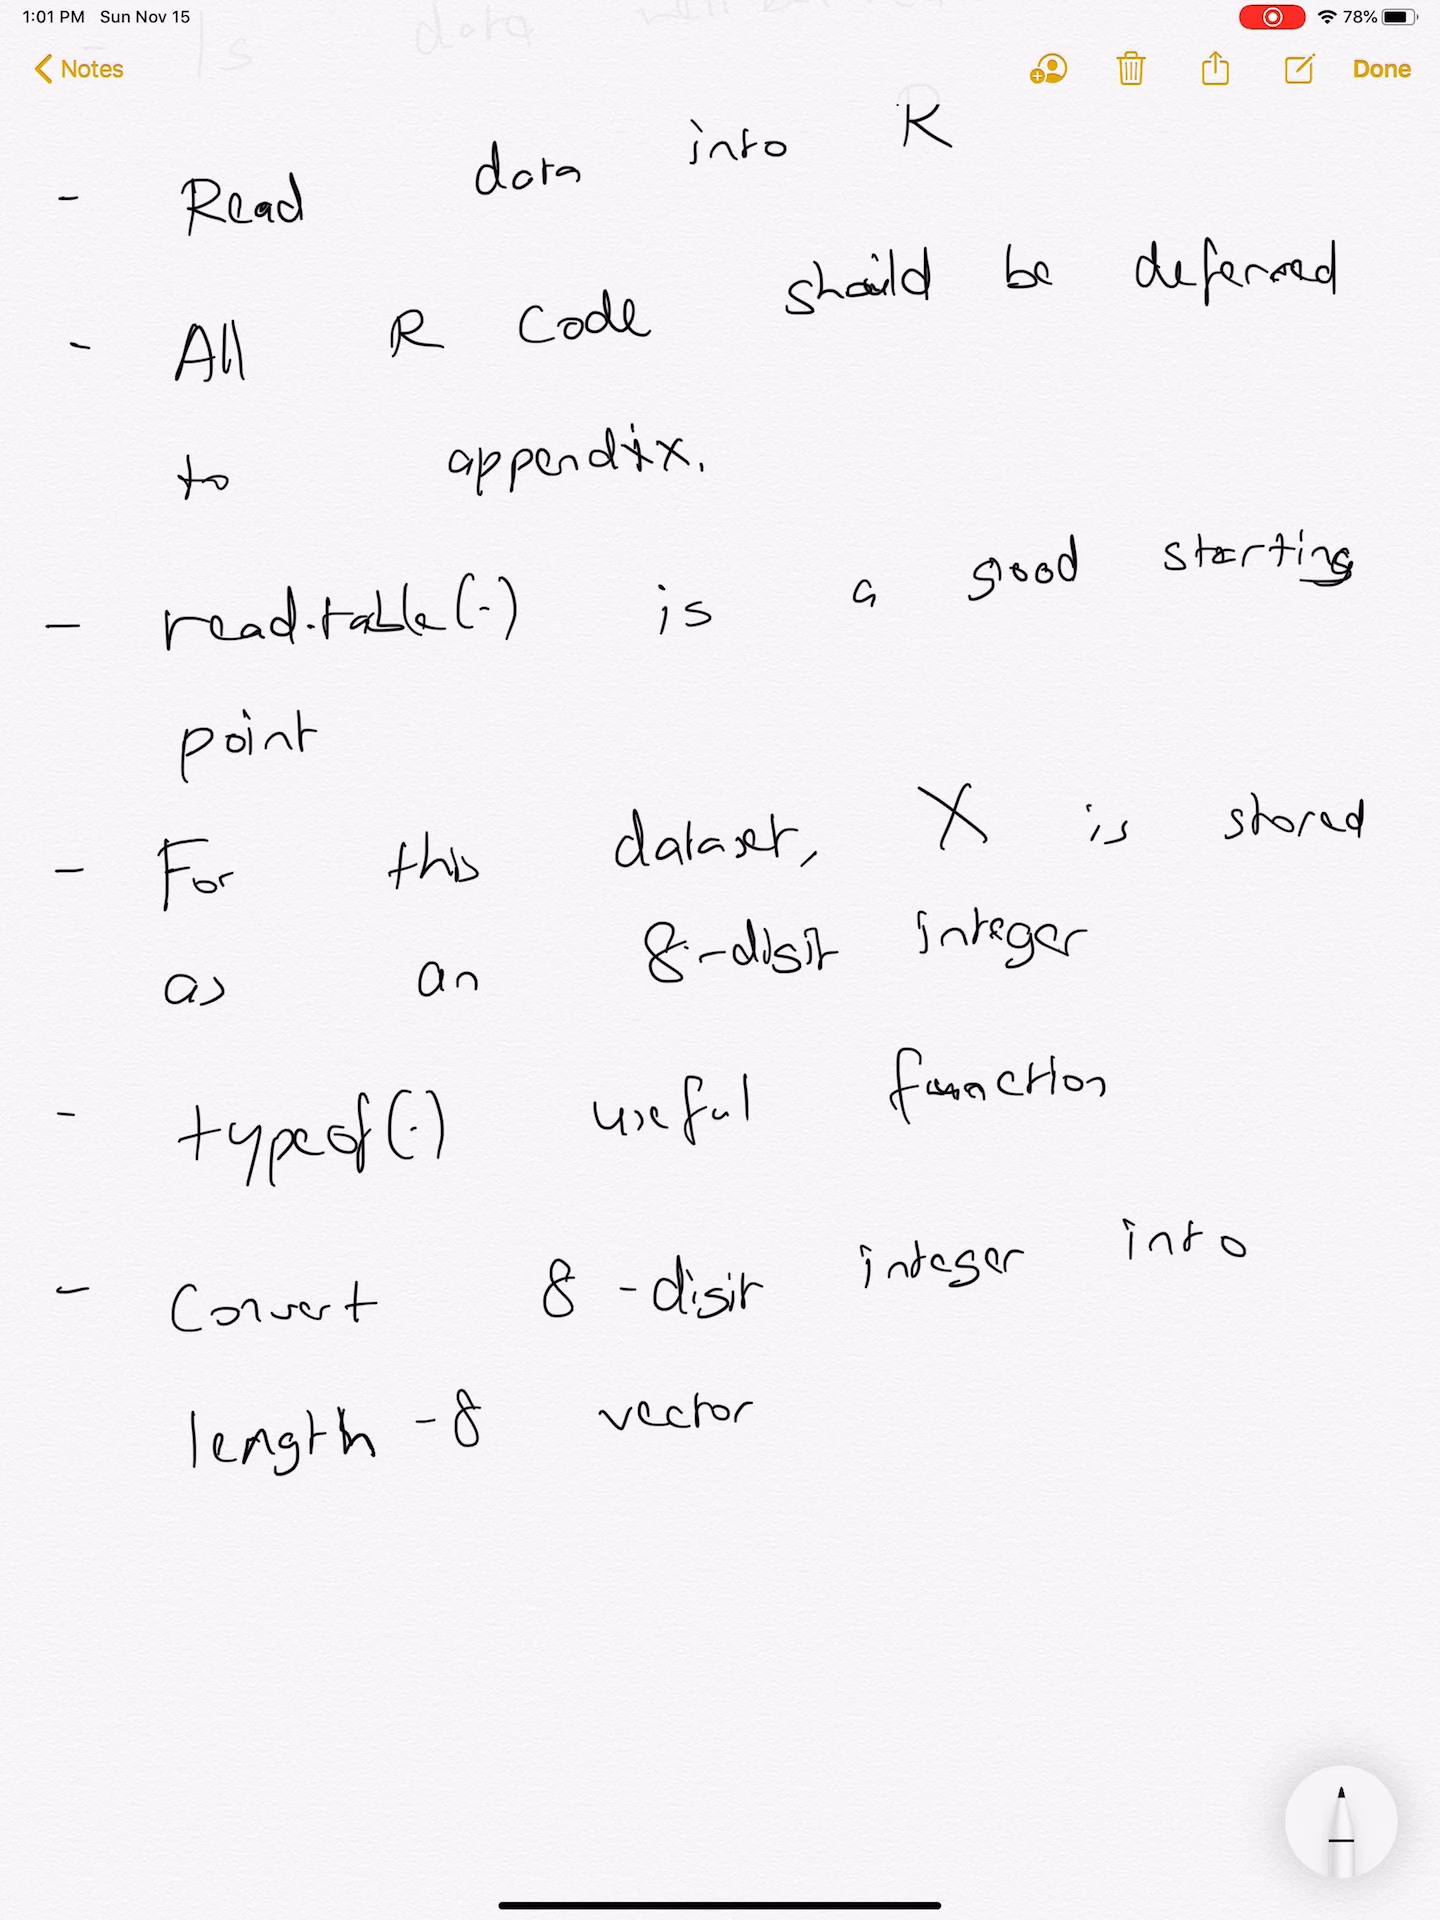 1:01 PM Sun Nov 15 78%
Notes Done
- Read data into R
- All R Code should be deferred
to appendix.
- read.table(·) is a good starting
point
- For this dataset, X is stored
as an 8-digit integer
- typeof(·) useful function
- Convert 8-digit integer into
length-8 vector